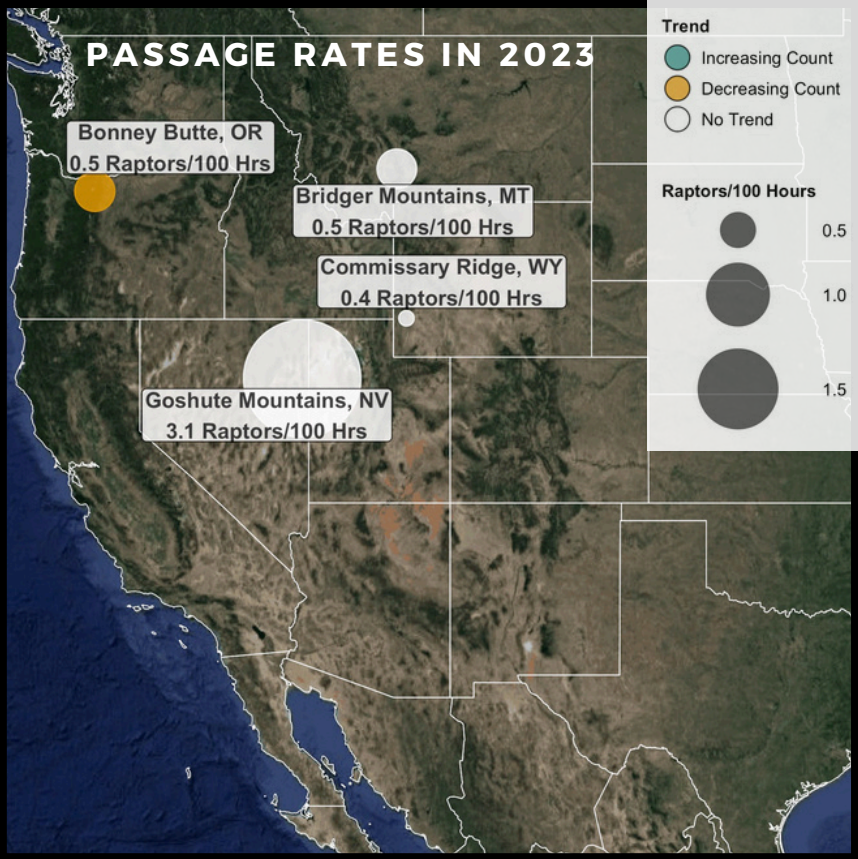 PASSAGE RATES IN 2023
Bonney Butte, OR
0.5 Raptors/100 Hrs
Bridger Mountains, MT
0.5 Raptors/100 Hrs
Commissary Ridge, WY
0.4 Raptors/100 Hrs
Goshute Mountains, NV
3.1 Raptors/100 Hrs
Trend
Increasing Count
Decreasing Count
No Trend
Raptors/100 Hours
0.5
1.0
1.5